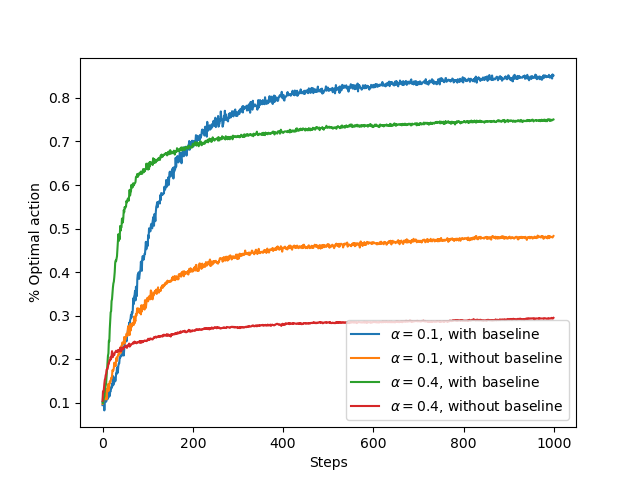 0.8
0.7
0.6
0.5
0.4
0.3
0.2
0.1
% Optimal action
0
200
400
600
800
1000
Steps
α = 0.1, with baseline
α = 0.1, without baseline
α = 0.4, with baseline
α = 0.4, without baseline